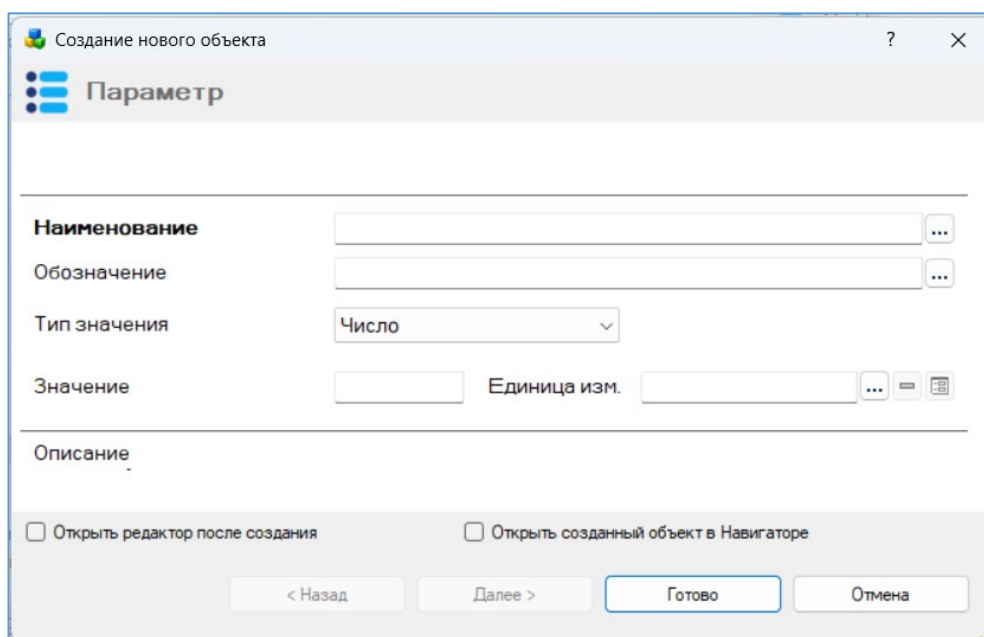 Создание нового объекта ? ×
Параметр
Наименование ...
Обозначение ...
Тип значения Число
Значение Единица изм. ...
Описание
Открыть редактор после создания Открыть созданный объект в Навигаторе
< Назад Далее > Готово Отмена